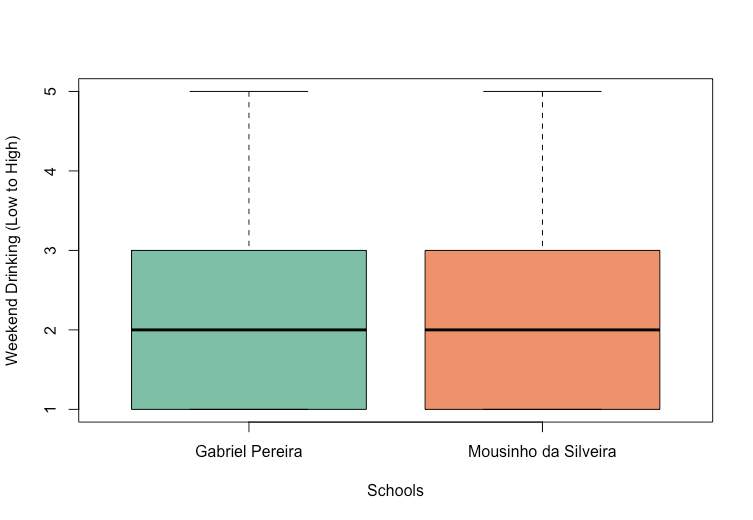 Weekend Drinking (Low to High)
5
4
3
2
1
Gabriel Pereira
Mousinho da Silveira
Schools